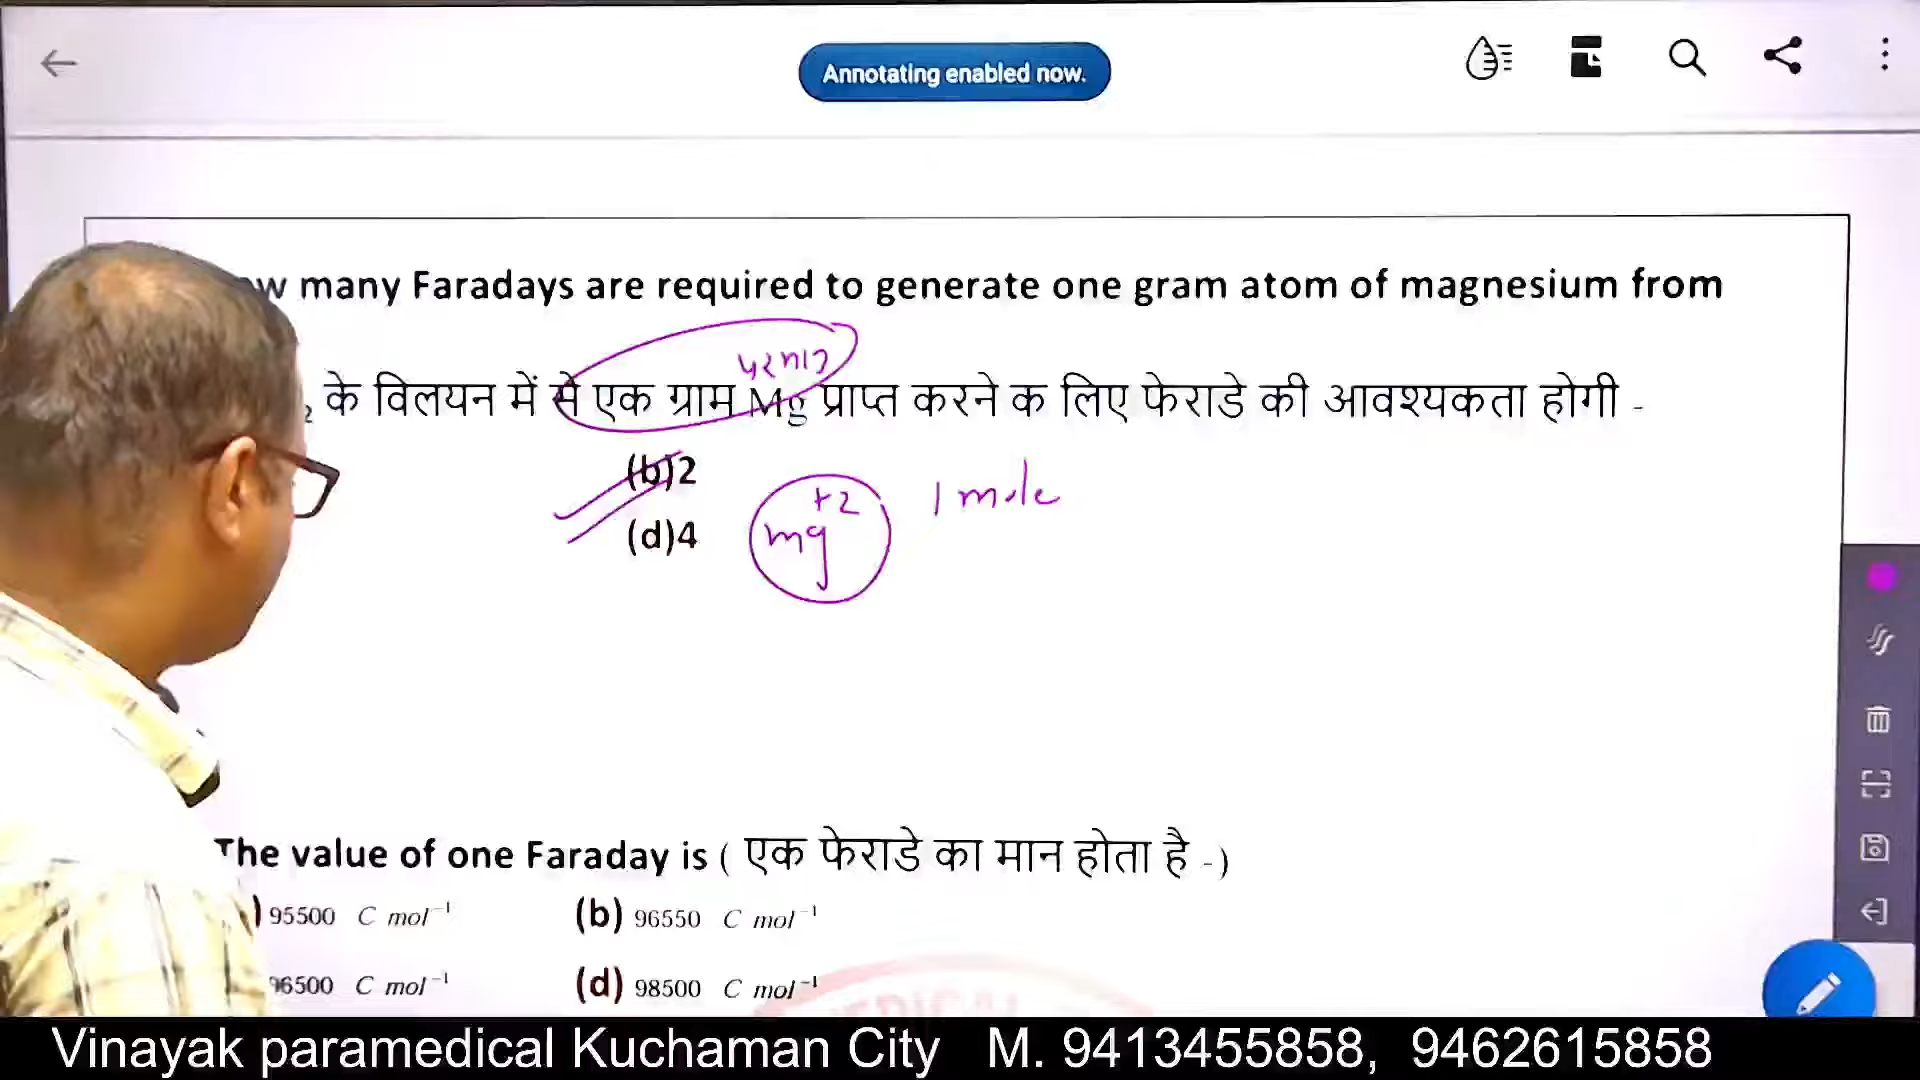 Annotating enabled now.
many Faradays are required to generate one gram atom of magnesium from
परमाणु
2 के विलयन में से एक ग्राम Mg प्राप्त करने क लिए फेराडे की आवश्यकता होगी -
(b)2
mg+2 1 mole
(d)4
The value of one Faraday is ( एक फेराडे का मान होता है -)
) 95500 C mol⁻¹ (b) 96550 C mol⁻¹
96500 C mol⁻¹ (d) 98500 C mol⁻¹
Vinayak paramedical Kuchaman City M. 9413455858, 9462615858